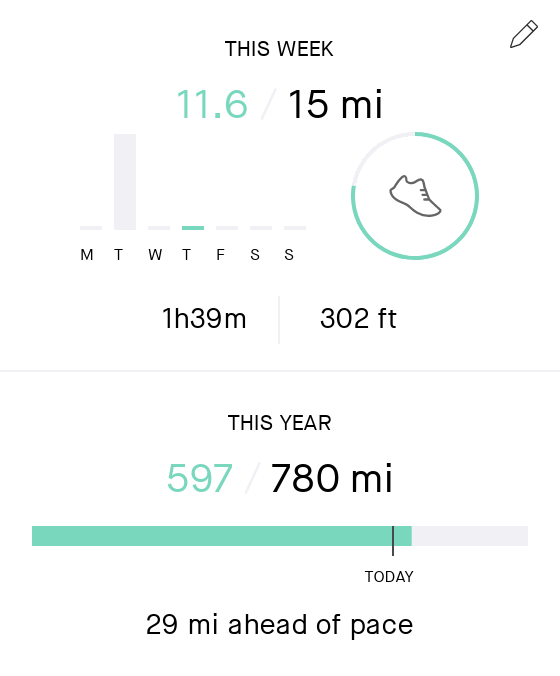 THIS WEEK
11.6 / 15 mi
M T W T F S S
1h39m 302 ft
THIS YEAR
597 / 780 mi
TODAY
29 mi ahead of pace